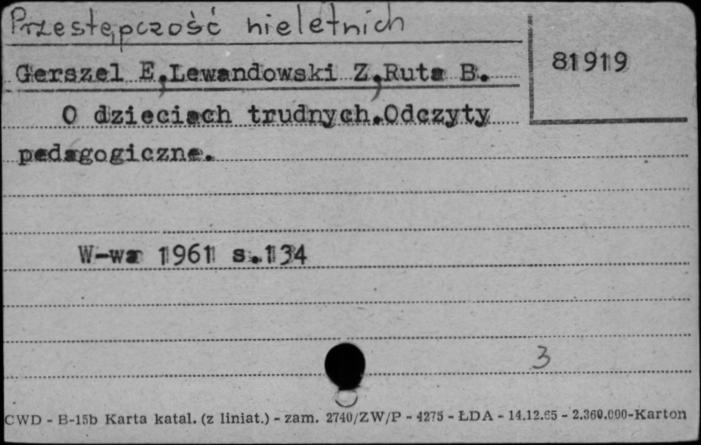 Przestępczość nieletnich
81919
Gerszel E,Lewandowski Z,Ruta B.
O dzieciach trudnych.Odczyty
pedagogiczne.
W-wa 1961 s.134
3
CWD - B-15b Karta katal. (z liniat.) - zam. 2740/ZW/P - 4275 - ŁDA - 14.12.65 - 2.360.000-Karton